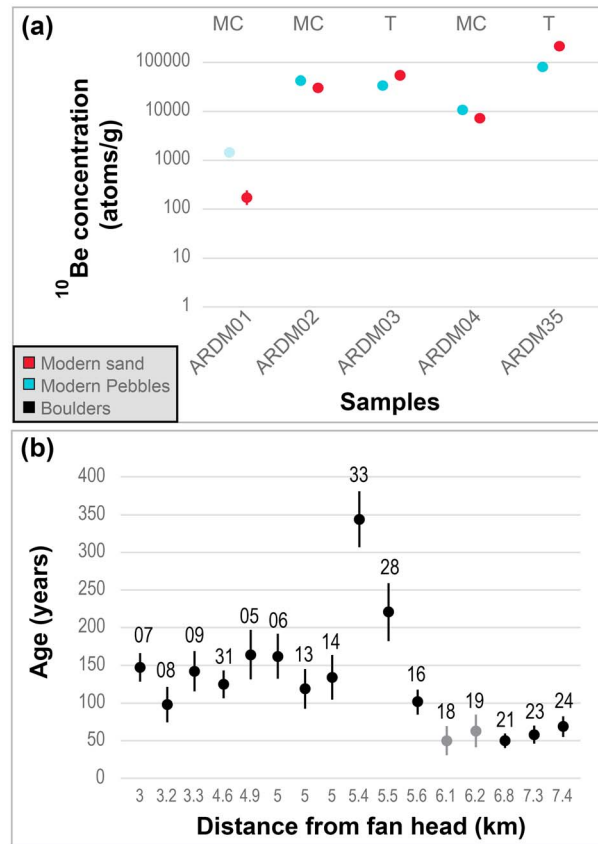 (a)
MC MC T MC T
100000
10000
1000
100
10
1
10Be concentration
(atoms/g)
ARDM01 ARDM02 ARDM03 ARDM04 ARDM35
Samples
Modern sand
Modern Pebbles
Boulders
(b)
400
350
300
250
200
150
100
50
0
Age (years)
07 08 09 31 05 06 13 14 33 28 16 18 19 21 23 24
3 3.2 3.3 4.6 4.9 5 5 5 5.4 5.5 5.6 6.1 6.2 6.8 7.3 7.4
Distance from fan head (km)